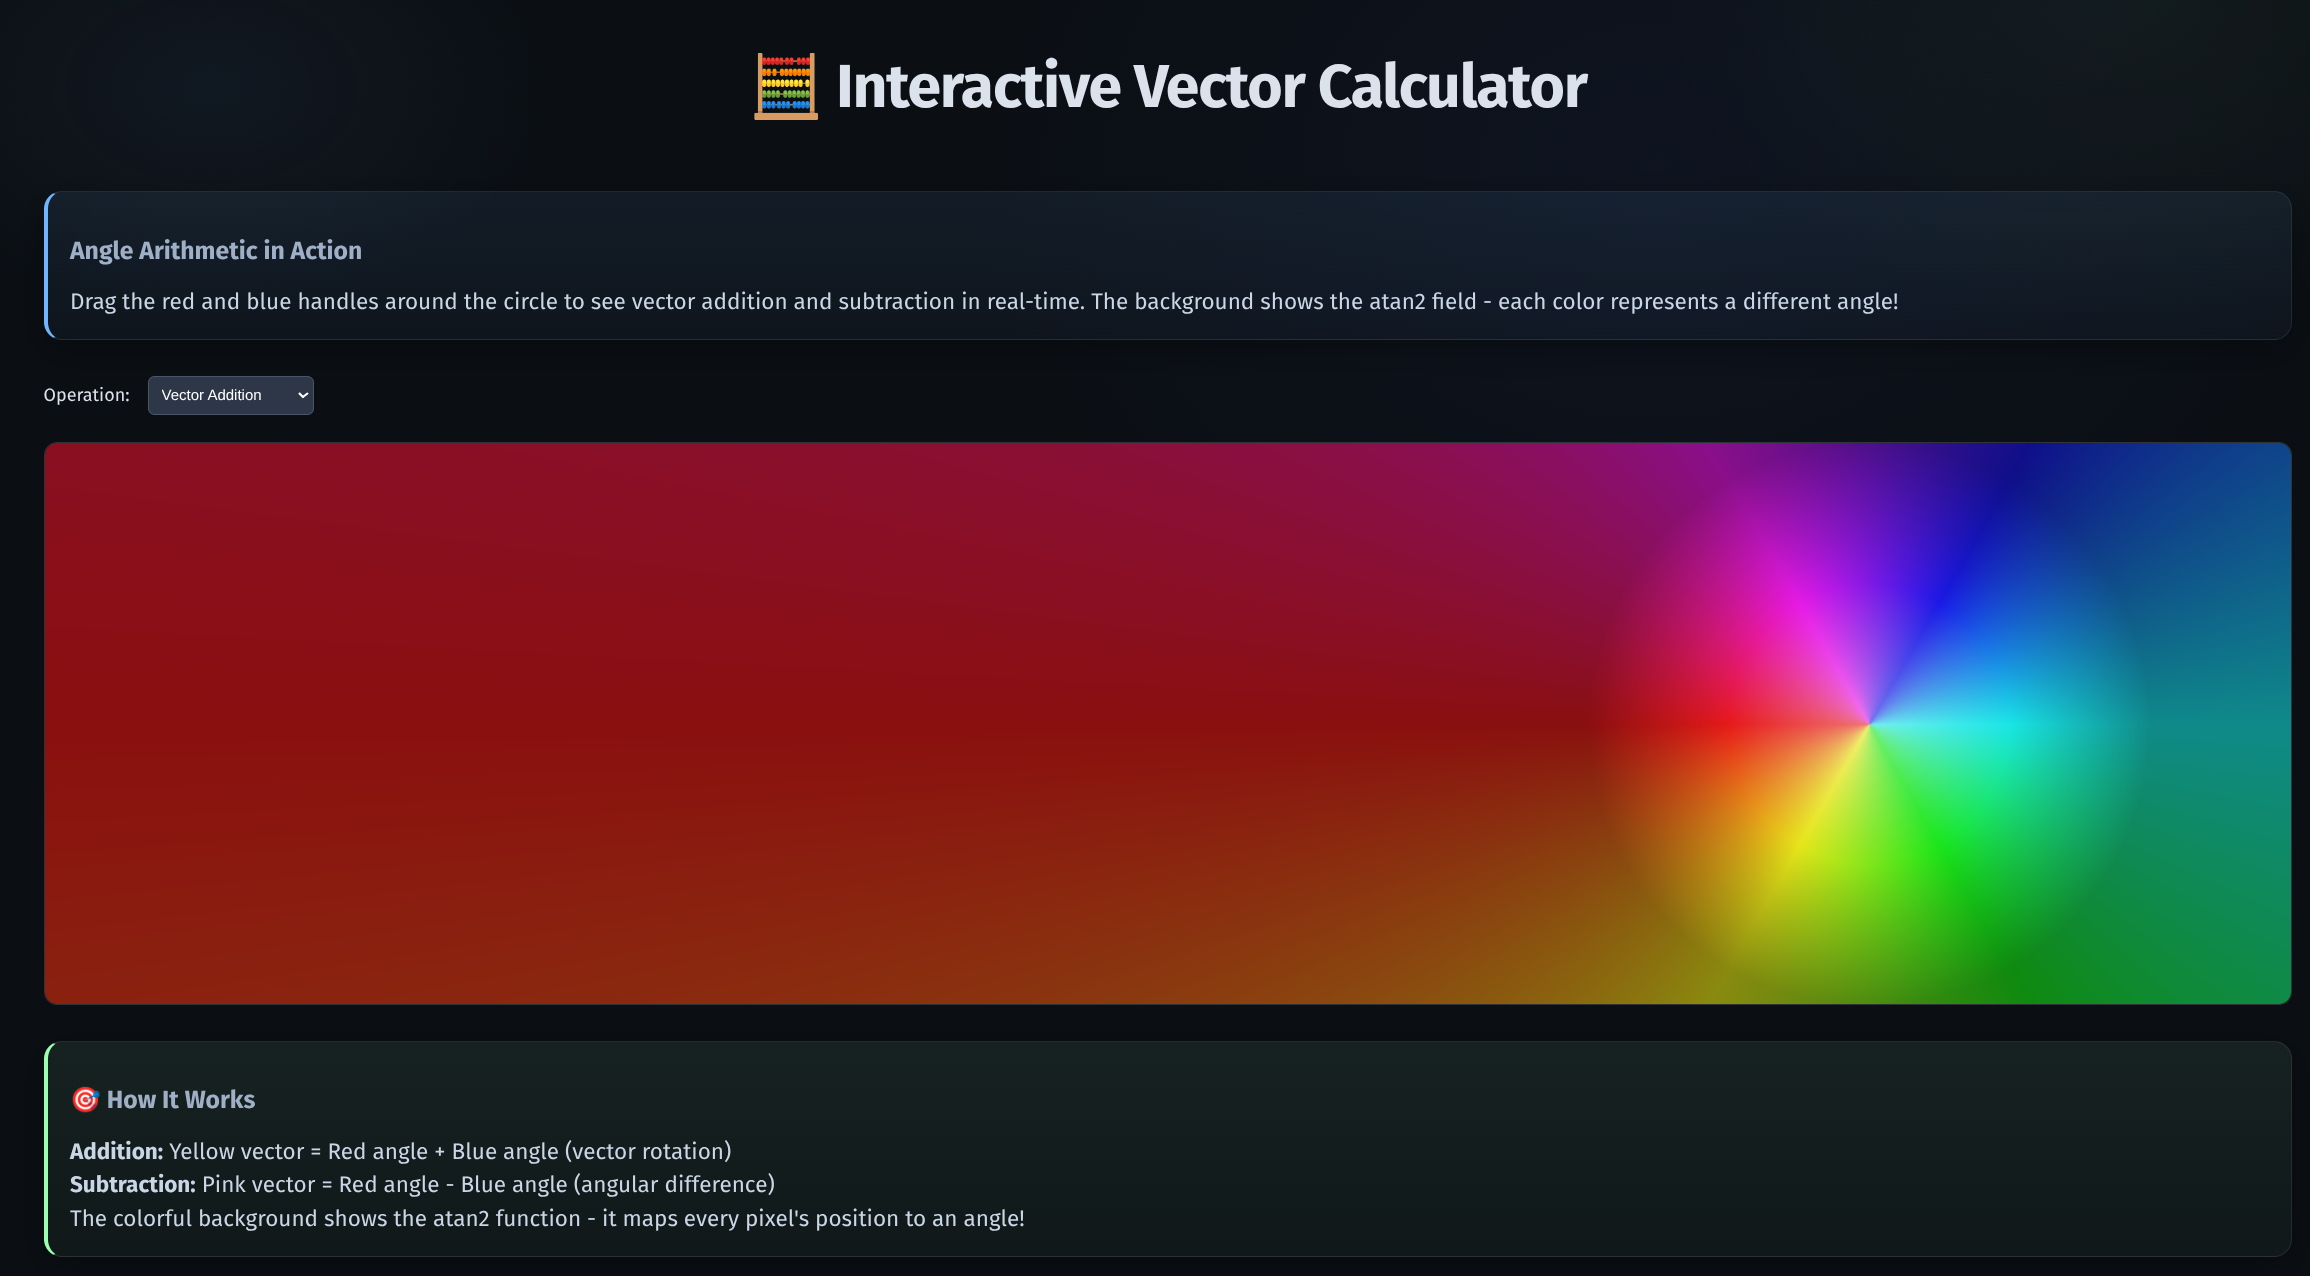 🧮 Interactive Vector Calculator
Angle Arithmetic in Action
Drag the red and blue handles around the circle to see vector addition and subtraction in real-time. The background shows the atan2 field - each color represents a different angle!
Operation: Vector Addition
🎯 How It Works
Addition: Yellow vector = Red angle + Blue angle (vector rotation)
Subtraction: Pink vector = Red angle - Blue angle (angular difference)
The colorful background shows the atan2 function - it maps every pixel's position to an angle!